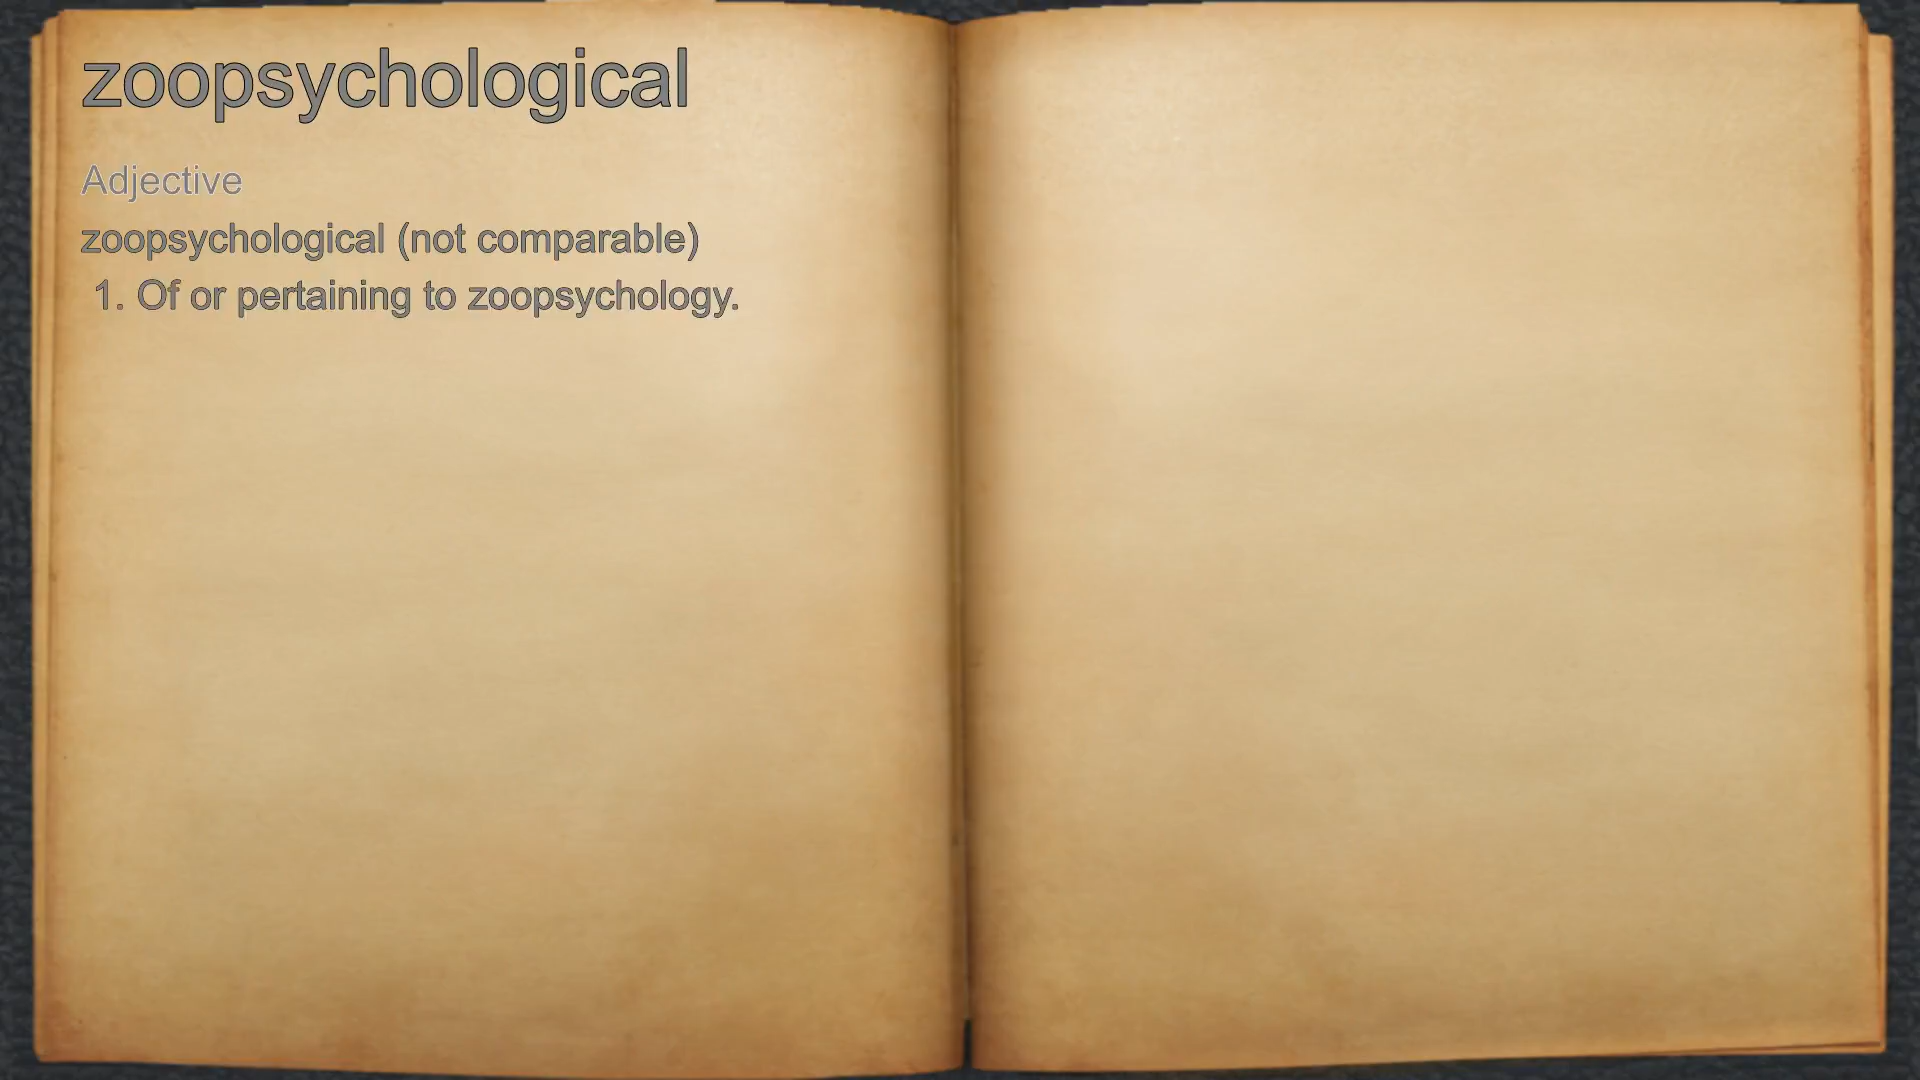 zoopsychological
Adjective
zoopsychological (not comparable)
1. Of or pertaining to zoopsychology.